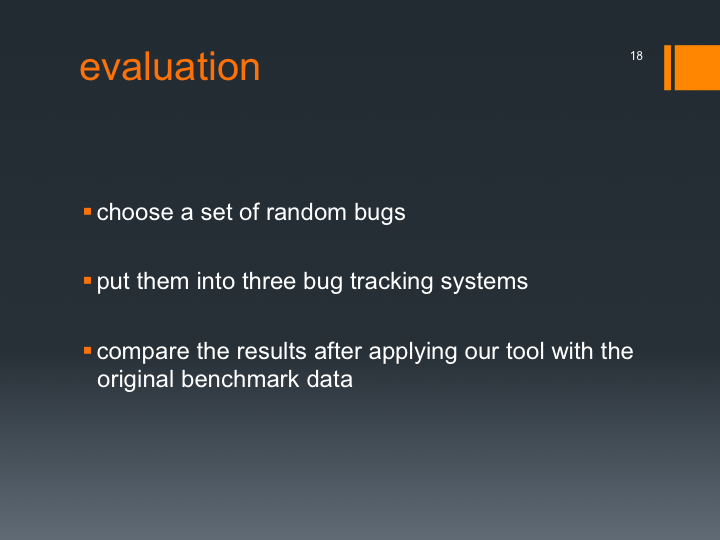 evaluation
18
choose a set of random bugs
put them into three bug tracking systems
compare the results after applying our tool with the
original benchmark data